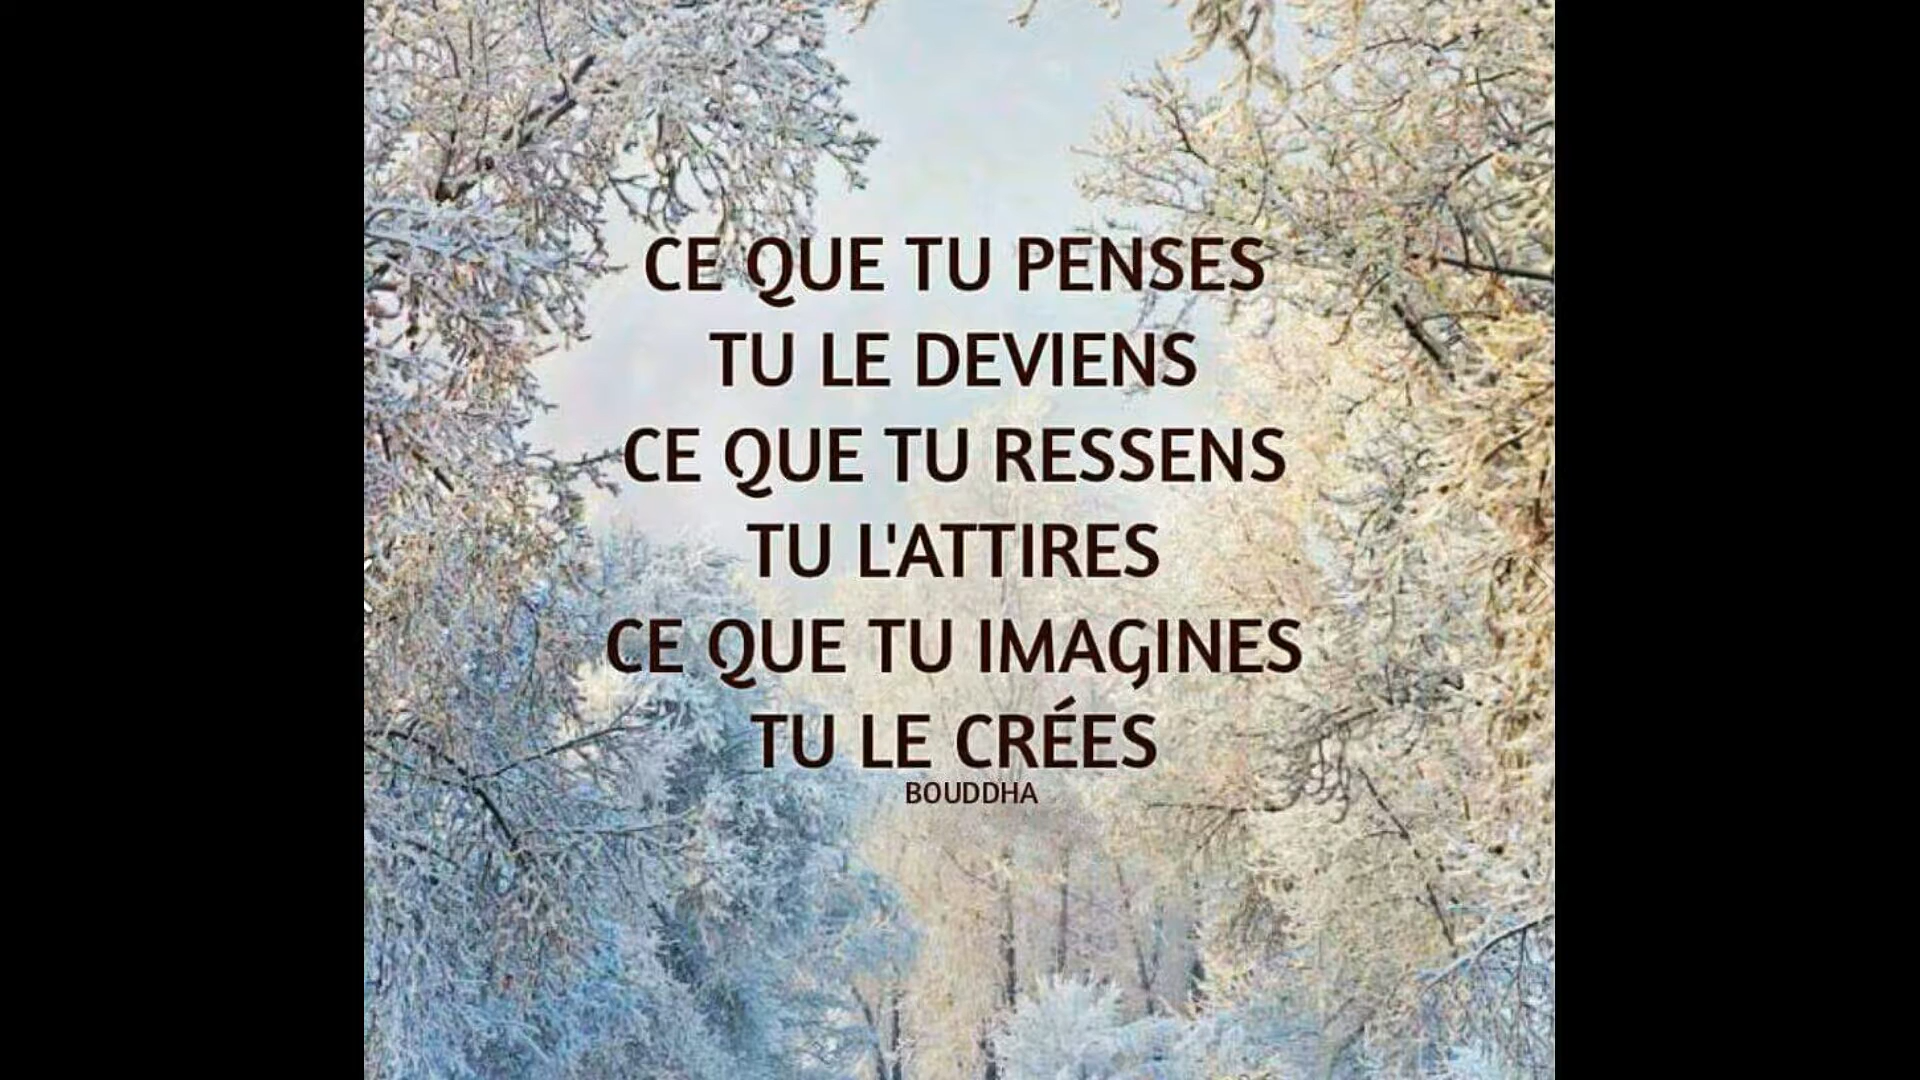 CE QUE TU PENSES
TU LE DEVIENS
CE QUE TU RESSENS
TU L'ATTIRES
CE QUE TU IMAGINES
TU LE CRÉES
BOUDDHA